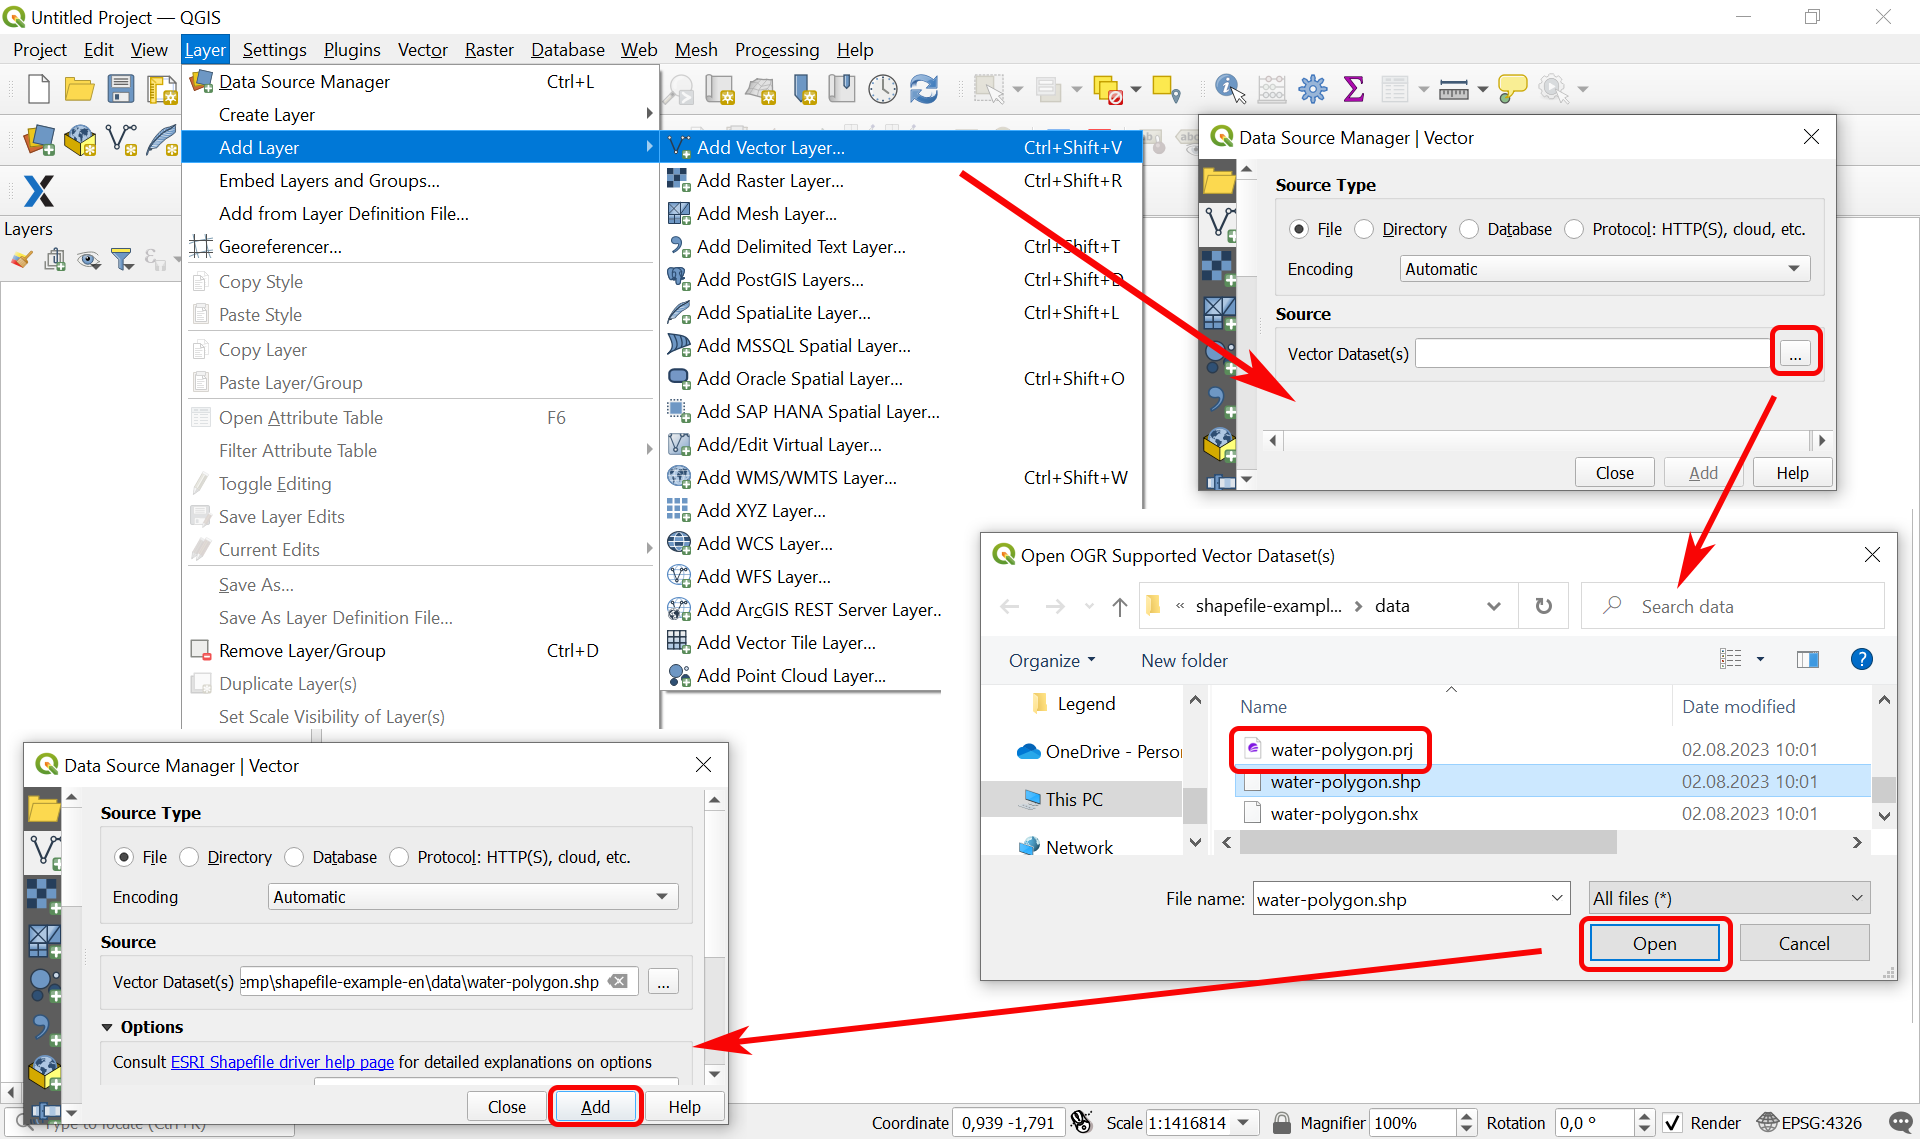 Untitled Project — QGIS
Project Edit View Layer Settings Plugins Vector Raster Database Web Mesh Processing Help
Data Source Manager Ctrl+L
Create Layer
Add Layer
Embed Layers and Groups...
Add from Layer Definition File...
Georeferencer...
Copy Style
Paste Style
Copy Layer
Paste Layer/Group
Open Attribute Table F6
Filter Attribute Table
Toggle Editing
Save Layer Edits
Current Edits
Save As...
Save As Layer Definition File...
Remove Layer/Group Ctrl+D
Duplicate Layer(s)
Set Scale Visibility of Layer(s)
Layers
Add Vector Layer... Ctrl+Shift+V
Add Raster Layer... Ctrl+Shift+R
Add Mesh Layer...
Add Delimited Text Layer... Ctrl+Shift+T
Add PostGIS Layers... Ctrl+Shift+D
Add SpatiaLite Layer... Ctrl+Shift+L
Add MSSQL Spatial Layer...
Add Oracle Spatial Layer... Ctrl+Shift+O
Add SAP HANA Spatial Layer...
Add/Edit Virtual Layer...
Add WMS/WMTS Layer... Ctrl+Shift+W
Add XYZ Layer...
Add WCS Layer...
Add WFS Layer...
Add ArcGIS REST Server Layer..
Add Vector Tile Layer...
Add Point Cloud Layer...
Data Source Manager | Vector
Source Type
File Directory Database Protocol: HTTP(S), cloud, etc.
Encoding Automatic
Source
Vector Dataset(s) ...
Close Add Help
Open OGR Supported Vector Dataset(s)
« shapefile-exampl... > data
Search data
Organize New folder
Legend
OneDrive - Person
This PC
Network
Name Date modified
water-polygon.prj 02.08.2023 10:01
water-polygon.shp 02.08.2023 10:01
water-polygon.shx 02.08.2023 10:01
File name: water-polygon.shp All files (*)
Open Cancel
Data Source Manager | Vector
Source Type
File Directory Database Protocol: HTTP(S), cloud, etc.
Encoding Automatic
Source
Vector Dataset(s) emp\shapefile-example-en\data\water-polygon.shp ...
Options
Consult ESRI Shapefile driver help page for detailed explanations on options
Close Add Help
Type to locate (Ctrl+K)
Coordinate 0,939 -1,791 Scale 1:1416814 Magnifier 100% Rotation 0,0 ° Render EPSG:4326